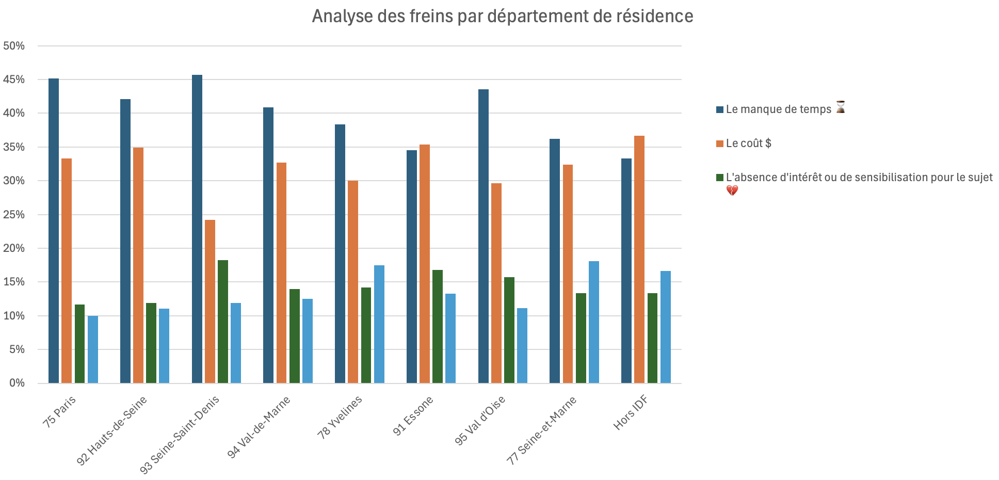 Analyse des freins par département de résidence
50%
45%
40%
35%
30%
25%
20%
15%
10%
5%
0%
75 Paris
92 Hauts-de-Seine
93 Seine-Saint-Denis
94 Val-de-Marne
78 Yvelines
91 Essone
95 Val d'OIse
77 Seine-et-Marne
Hors IDF
Le manque de temps ⏳
Le coût $
L'absence d'intérêt ou de sensibilisation pour le sujet
💔